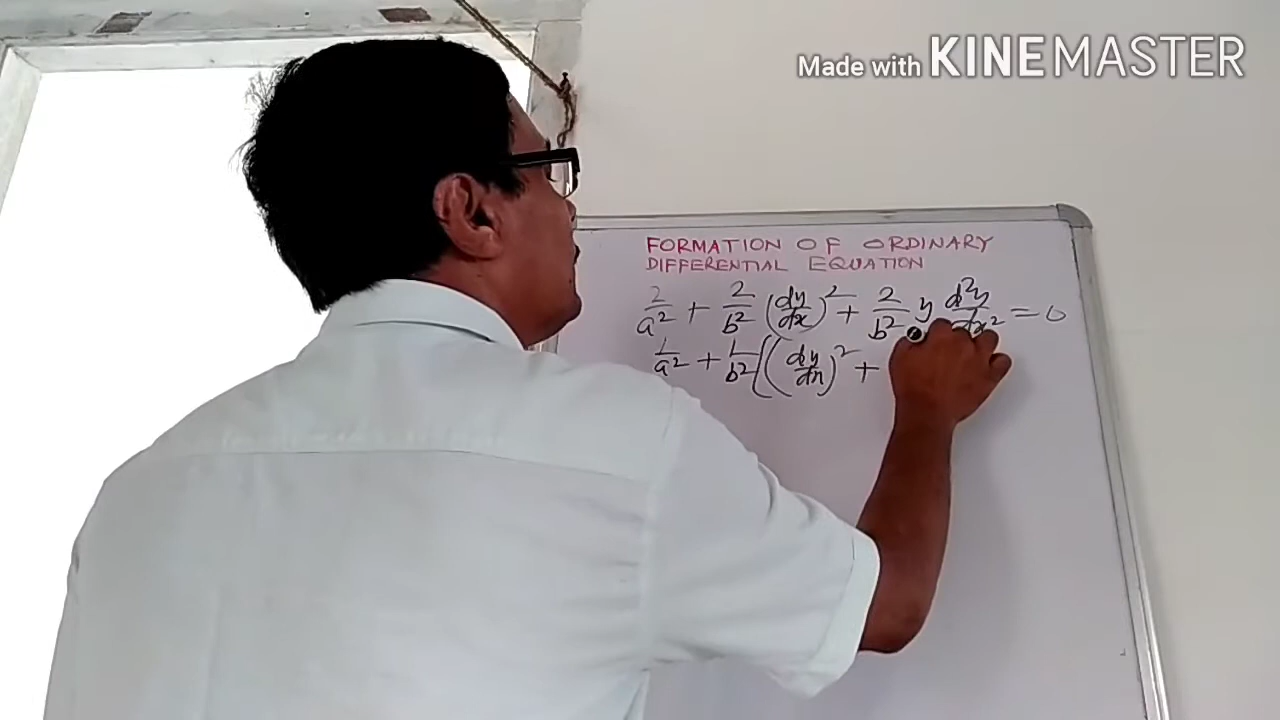 Made with KINEMASTER
FORMATION OF ORDINARY
DIFFERENTIAL EQUATION
2/a² + 2/b² (dy/dx)² + 2/b² y d²y/dx² = 0
1/a² + 1/b² ((dy/dx)² +